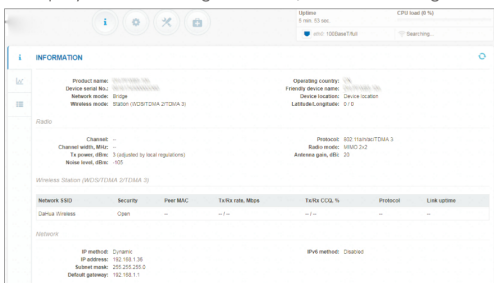 Uptime
CPU load (%)
5 min. 53 sec.
eth0: 100BaseT/full
Searching...
INFORMATION
Product name:
Device serial No.:
Network mode: Bridge
Wireless mode: Station (WDS/TDMA 2/TDMA 3)
Operating country:
Friendly device name:
Device location: Device location
Latitude/Longitude: 0 / 0
Radio
Channel: --
Channel width, MHz: --
Tx power, dBm: 3 (adjusted by local regulations)
Noise level, dBm: -105
Protocol: 802.11a/n/ac/TDMA 3
Radio mode: MIMO 2x2
Antenna gain, dBi: 20
Wireless Station (WDS/TDMA 2/TDMA 3)
Network SSID Security Peer MAC Tx/Rx rate, Mbps Tx/Rx CCQ, % Protocol Link uptime
DaHua Wireless Open -- -- / -- -- / -- -- --
Network
IP method: Dynamic
IP address: 192.168.1.36
Subnet mask: 255.255.255.0
Default gateway: 192.168.1.1
IPv6 method: Disabled